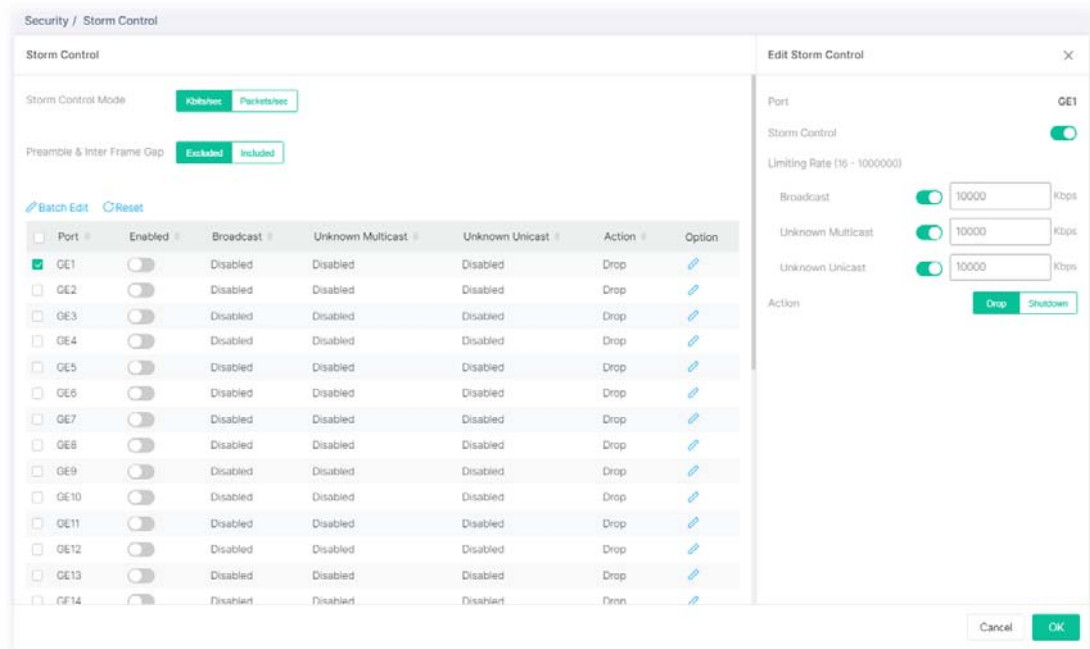 Security / Storm Control
Storm Control
Storm Control Mode Kbits/sec Packets/sec
Preamble & Inter Frame Gap Excluded Included
Batch Edit Reset
Port Enabled Broadcast Unknown Multicast Unknown Unicast Action Option
GE1 Disabled Disabled Disabled Drop
GE2 Disabled Disabled Disabled Drop
GE3 Disabled Disabled Disabled Drop
GE4 Disabled Disabled Disabled Drop
GE5 Disabled Disabled Disabled Drop
GE6 Disabled Disabled Disabled Drop
GE7 Disabled Disabled Disabled Drop
GE8 Disabled Disabled Disabled Drop
GE9 Disabled Disabled Disabled Drop
GE10 Disabled Disabled Disabled Drop
GE11 Disabled Disabled Disabled Drop
GE12 Disabled Disabled Disabled Drop
GE13 Disabled Disabled Disabled Drop
GE14 Disabled Disabled Disabled Drop
Edit Storm Control
Port GE1
Storm Control
Limiting Rate (16 - 1000000)
Broadcast 10000 Kbps
Unknown Multicast 10000 Kbps
Unknown Unicast 10000 Kbps
Action Drop Shutdown
Cancel OK